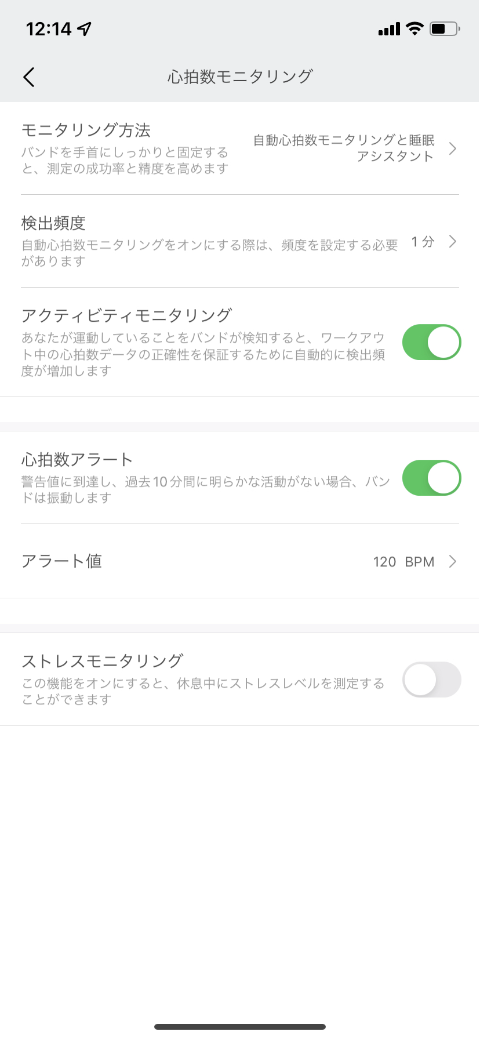 12:14
心拍数モニタリング
モニタリング方法
バンドを手首にしっかりと固定する
と、測定の成功率と精度を高めます
自動心拍数モニタリングと睡眠
アシスタント
検出頻度
自動心拍数モニタリングをオンにする際は、頻度を設定する必要
があります
1 分
アクティビティモニタリング
あなたが運動していることをバンドが検知すると、ワークアウ
ト中の心拍数データの正確性を保証するために自動的に検出頻
度が増加します
心拍数アラート
警告値に到達し、過去10分間に明らかな活動がない場合、バン
ドは振動します
アラート値
120 BPM
ストレスモニタリング
この機能をオンにすると、休息中にストレスレベルを測定する
ことができます